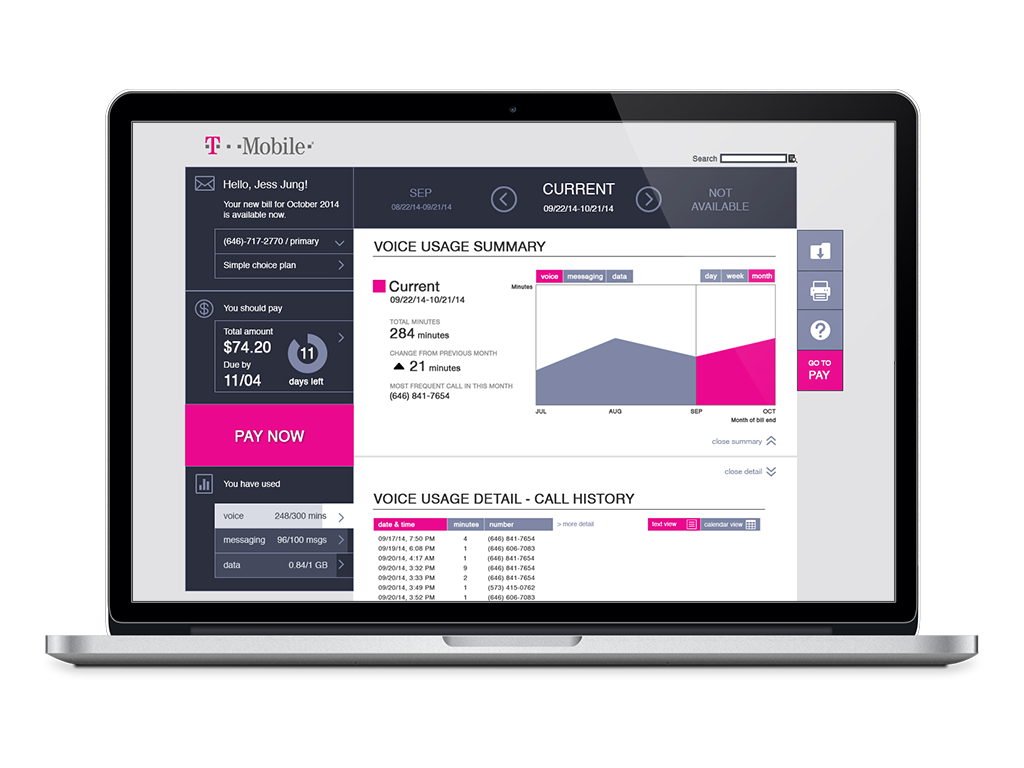 T··Mobile·
Search
Hello, Jess Jung!
Your new bill for October 2014
is available now.
(646)-717-2770 / primary
Simple choice plan
You should pay
Total amount
$74.20
Due by
11/04
11
days left
PAY NOW
You have used
voice 248/300 mins
messaging 96/100 msgs
data 0.84/1 GB
SEP
08/22/14-09/21/14
CURRENT
09/22/14-10/21/14
NOT
AVAILABLE
VOICE USAGE SUMMARY
Current
09/22/14-10/21/14
TOTAL MINUTES
284 minutes
CHANGE FROM PREVIOUS MONTH
21 minutes
MOST FREQUENT CALL IN THIS MONTH
(646) 841-7654
voice messaging data
day week month
Minutes
JUL AUG SEP OCT
Month of bill end
close summary
close detail
VOICE USAGE DETAIL - CALL HISTORY
date & time minutes number > more detail
text view calendar view
09/17/14, 7:50 PM 4 (646) 841-7654
09/19/14, 6:08 PM 1 (646) 606-7083
09/20/14, 4:17 AM 1 (646) 841-7654
09/20/14, 3:32 PM 9 (646) 841-7654
09/20/14, 3:33 PM 2 (646) 841-7654
09/20/14, 3:49 PM 1 (573) 415-0762
09/20/14, 3:52 PM 1 (646) 606-7083
?
GO TO
PAY